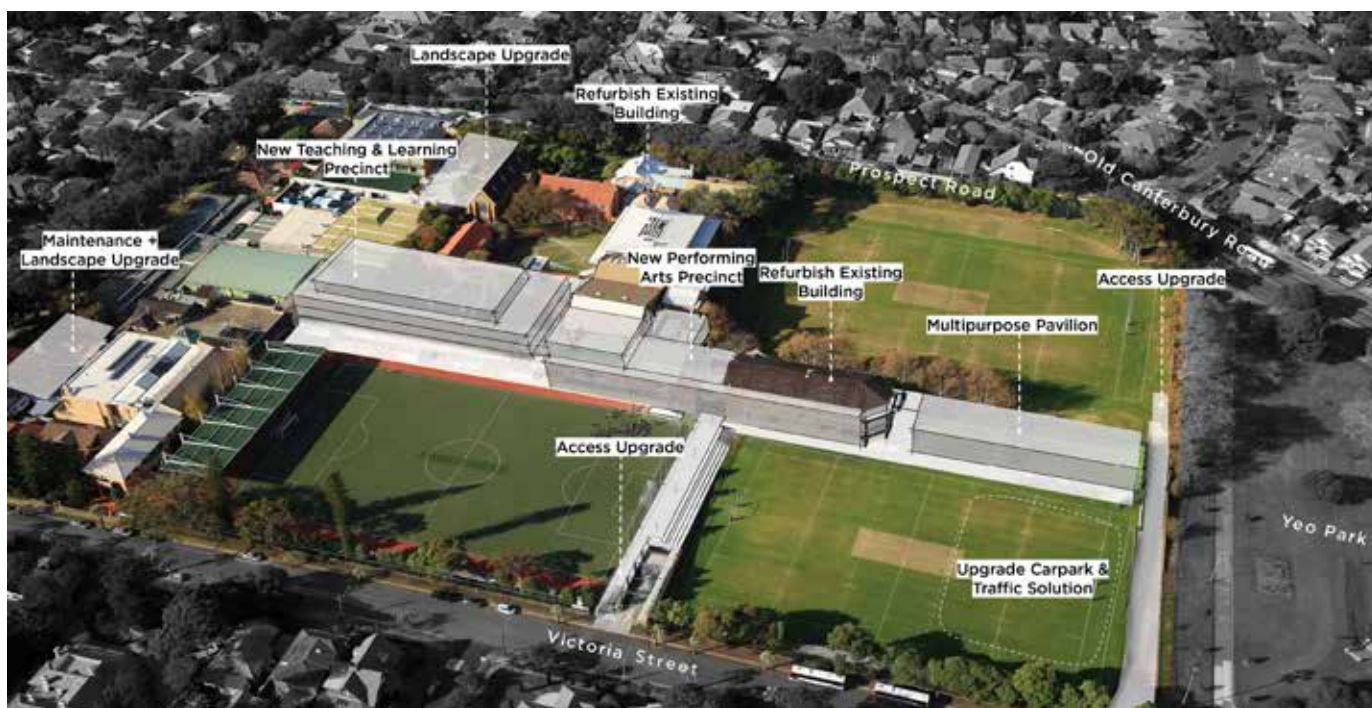 Landscape Upgrade
Refurbish Existing
Building
New Teaching & Learning
Precinct
Prospect Road
Old Canterbury Road
Maintenance +
Landscape Upgrade
New Performing
Arts Precinct
Refurbish Existing
Building
Access Upgrade
Multipurpose Pavilion
Access Upgrade
Yeo Park
Upgrade Carpark &
Traffic Solution
Victoria Street